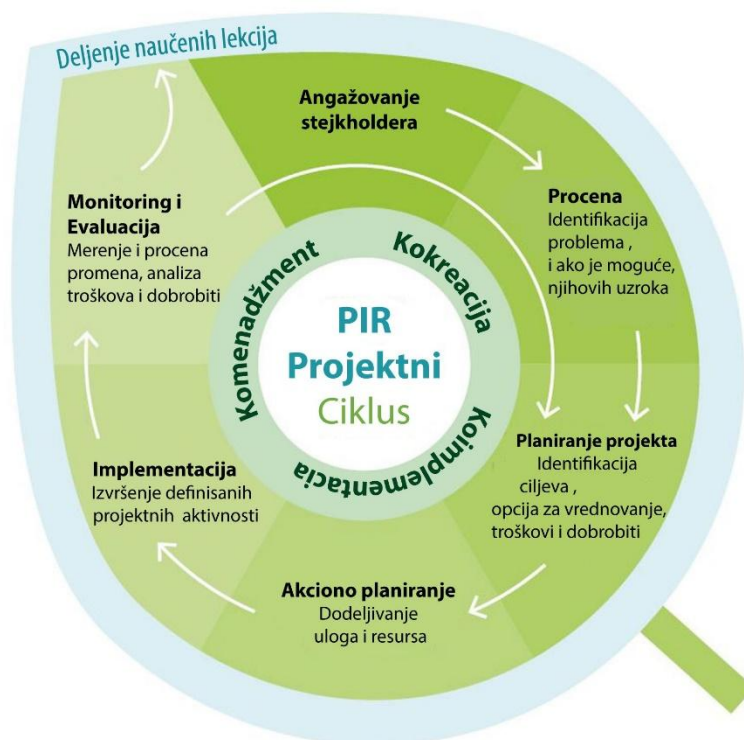 Deljenje naučenih lekcija
Angažovanje
stejkholdera
Procena
Identifikacija
problema ,
i ako je moguće,
njihovih uzroka
Planiranje projekta
Identifikacija
ciljeva ,
opcija za vrednovanje,
troškovi i dobrobiti
Akciono planiranje
Dodeljivanje
uloga i resursa
Implementacija
Izvršenje definisanih
projektnih aktivnosti
Monitoring i
Evaluacija
Merenje i procena
promena, analiza
troškova i dobrobiti
Komenadžment
Kokreacija
Koimplementacia
PIR
Projektni
Ciklus